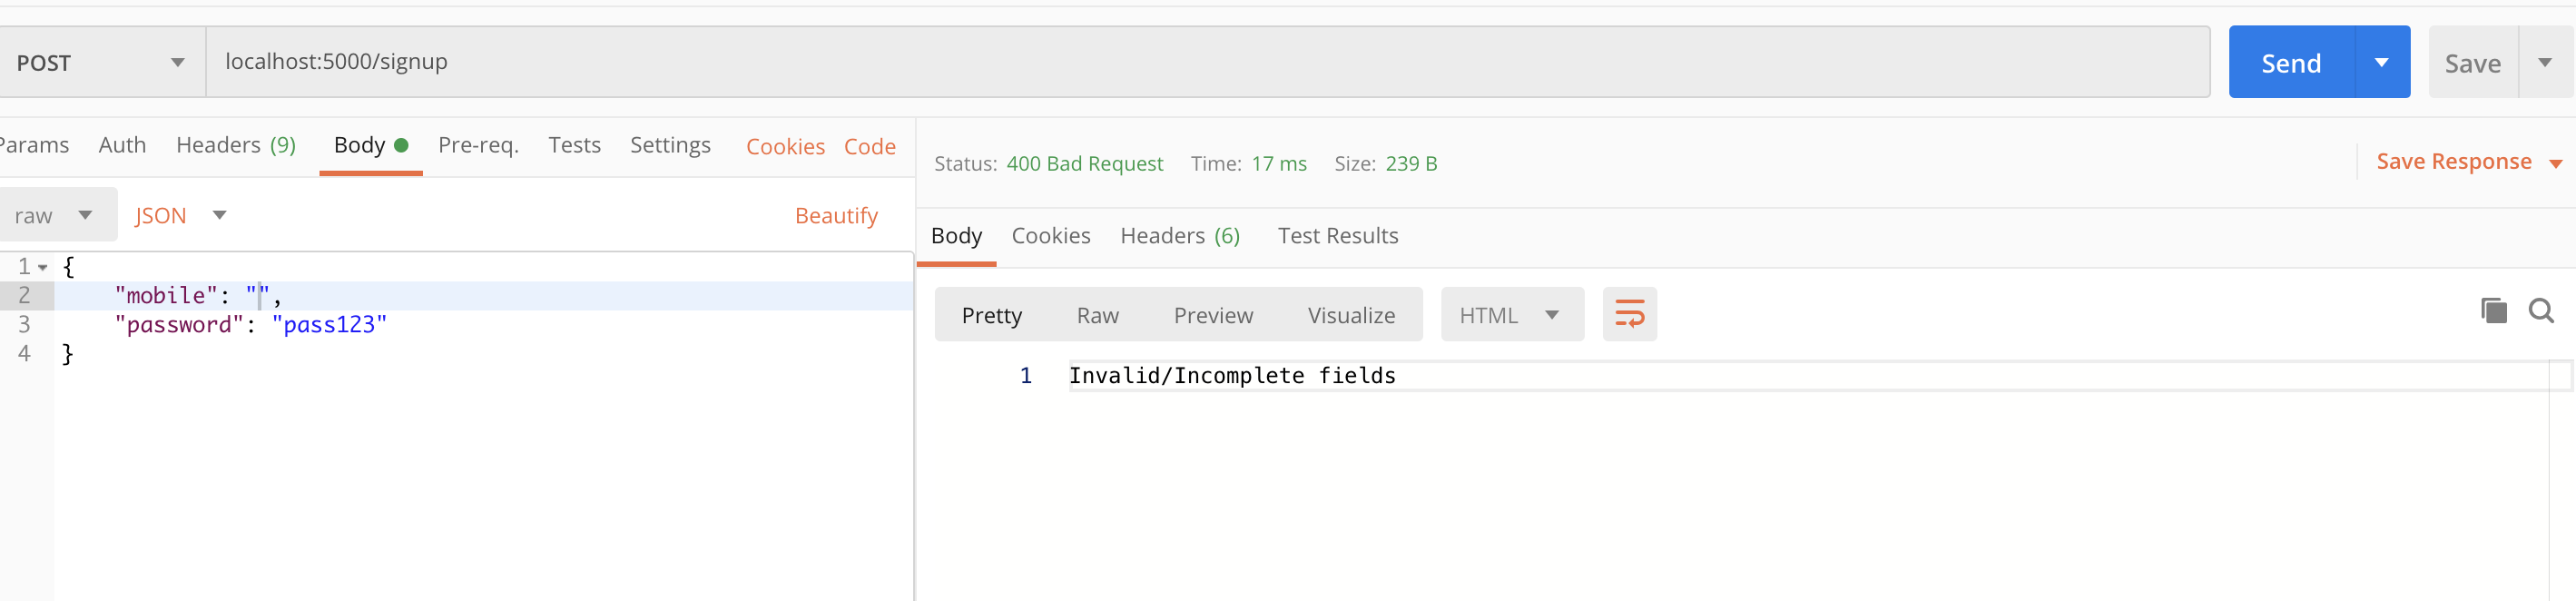 POST localhost:5000/signup Send Save
Params Auth Headers (9) Body Pre-req. Tests Settings Cookies Code
raw JSON Beautify
1 {
2 "mobile": "",
3 "password": "pass123"
4 }
Status: 400 Bad Request Time: 17 ms Size: 239 B Save Response
Body Cookies Headers (6) Test Results
Pretty Raw Preview Visualize HTML
1 Invalid/Incomplete fields